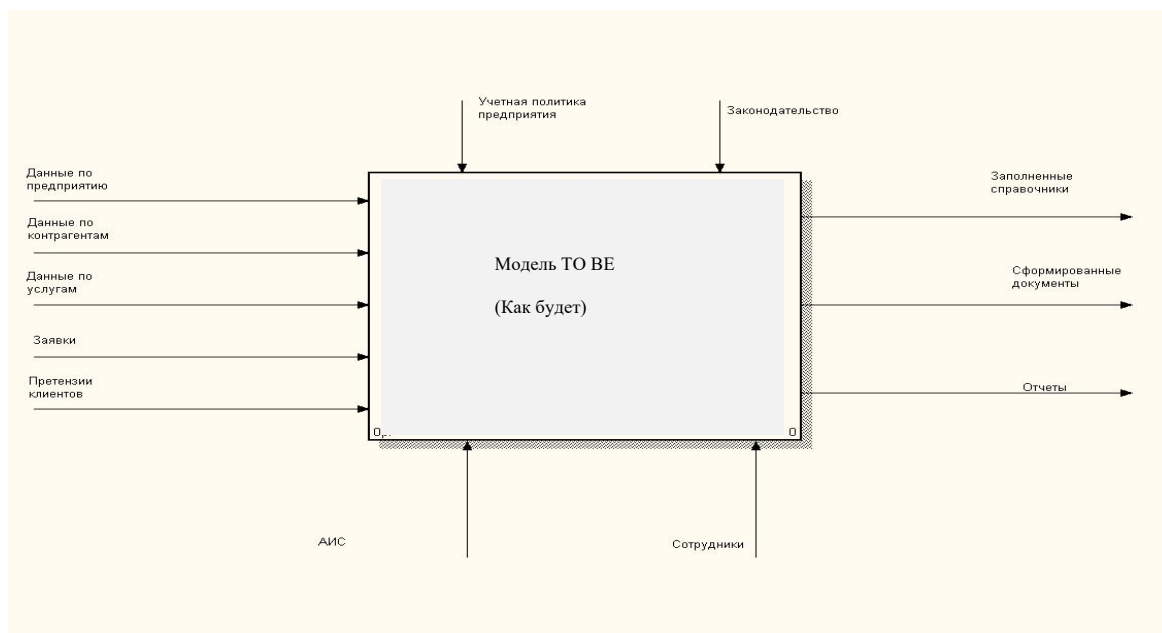 Учетная политика
предприятия
Законодательство
Данные по
предприятию
Данные по
контрагентам
Данные по
услугам
Заявки
Претензии
клиентов
Модель TO BE
(Как будет)
Заполненные
справочники
Сформированные
документы
Отчеты
0р.
0
АИС
Сотрудники